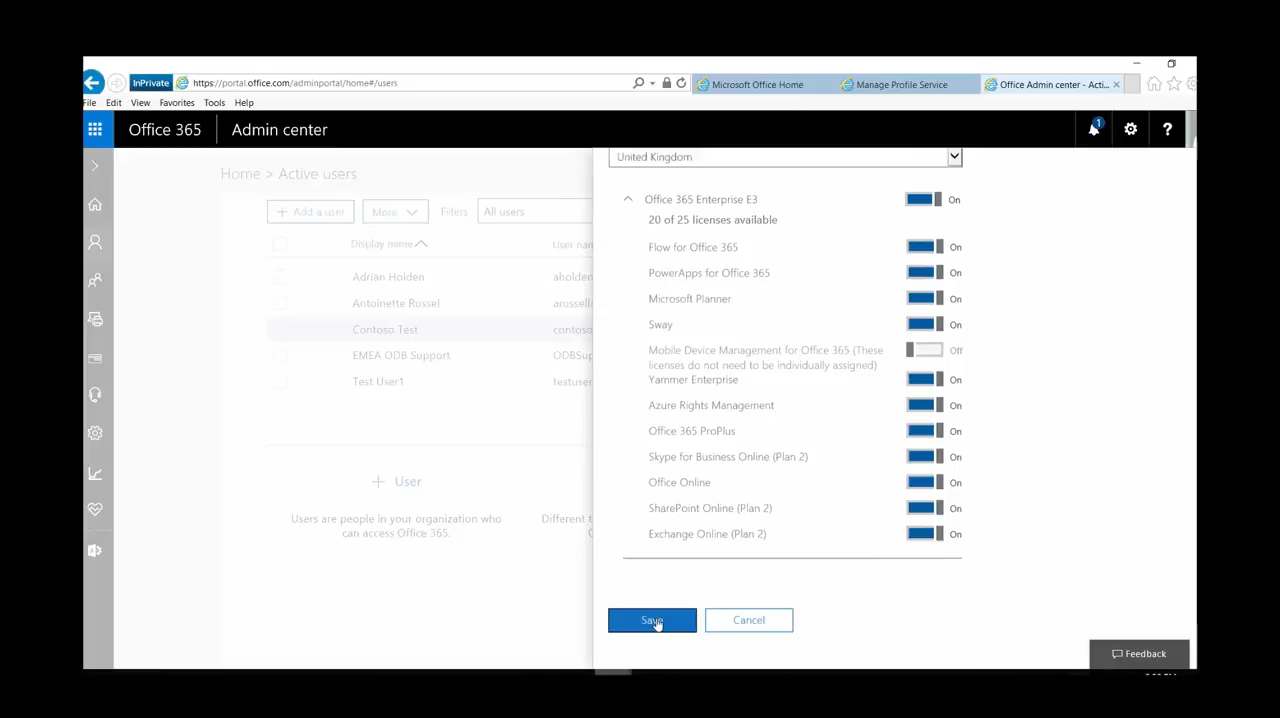 InPrivate
https://portal.office.com/adminportal/home#/users
Microsoft Office Home
Manage Profile Service
Office Admin center - Acti...
File Edit View Favorites Tools Help
Office 365
Admin center
1
?
Home > Active users
+ Add a user
More
Filters
All users
Display name
User nam
Adrian Holden
aholden
Antoinette Russel
arussell
Contoso Test
contoso
EMEA ODB Support
ODBSup
Test User1
testuser
+ User
Users are people in your organization who
can access Office 365.
Different t
United Kingdom
Office 365 Enterprise E3
On
20 of 25 licenses available
Flow for Office 365
On
PowerApps for Office 365
On
Microsoft Planner
On
Sway
On
Mobile Device Management for Office 365 (These
licenses do not need to be individually assigned)
Off
Yammer Enterprise
On
Azure Rights Management
On
Office 365 ProPlus
On
Skype for Business Online (Plan 2)
On
Office Online
On
SharePoint Online (Plan 2)
On
Exchange Online (Plan 2)
On
Save
Cancel
Feedback